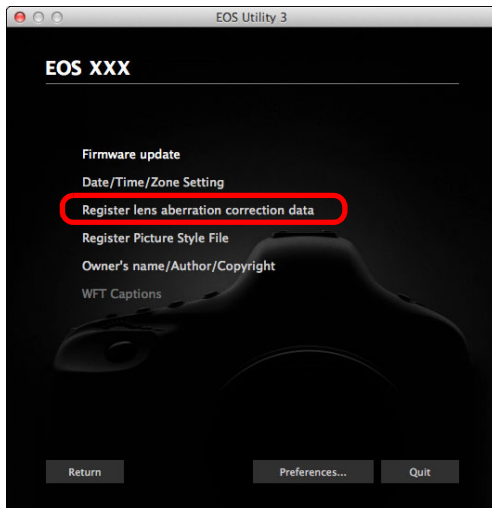 EOS Utility 3
EOS XXX
Firmware update
Date/Time/Zone Setting
Register lens aberration correction data
Register Picture Style File
Owner's name/Author/Copyright
WFT Captions
Return Preferences... Quit